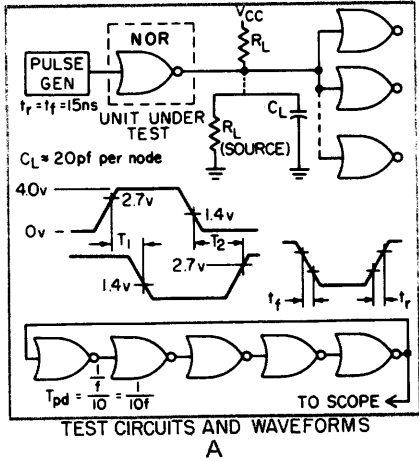 VCC
RL
NOR
PULSE
GEN
tr = tf = 15ns
UNIT UNDER
TEST
RL
(SOURCE)
CL
CL ≈ 20pf per node
4.0v
2.7v
1.4v
0v
T1
T2
2.7v
1.4v
tf
tr
Tpd = 1/f/10 = 1/10f
TO SCOPE
TEST CIRCUITS AND WAVEFORMS
A